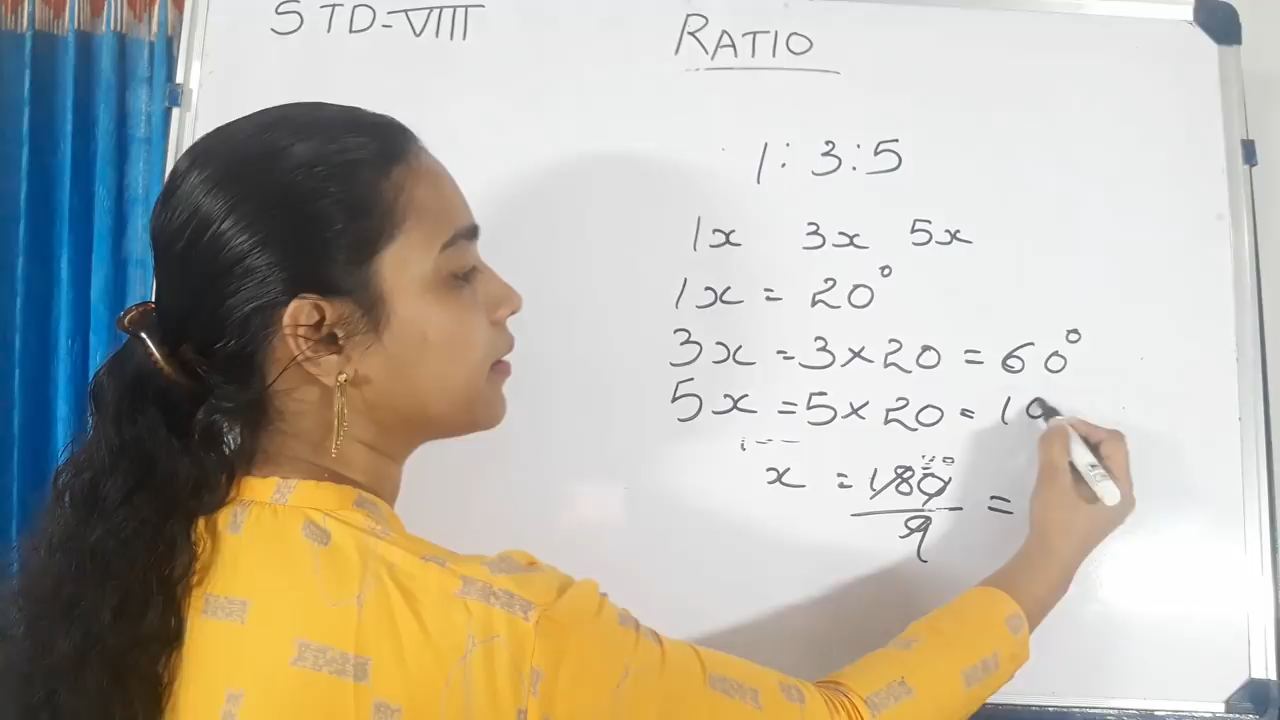 STD-VIII
RATIO
1:3:5
1x 3x 5x
1x = 20°
3x = 3×20 = 60°
5x = 5×20 = 10
x = 180/9 =